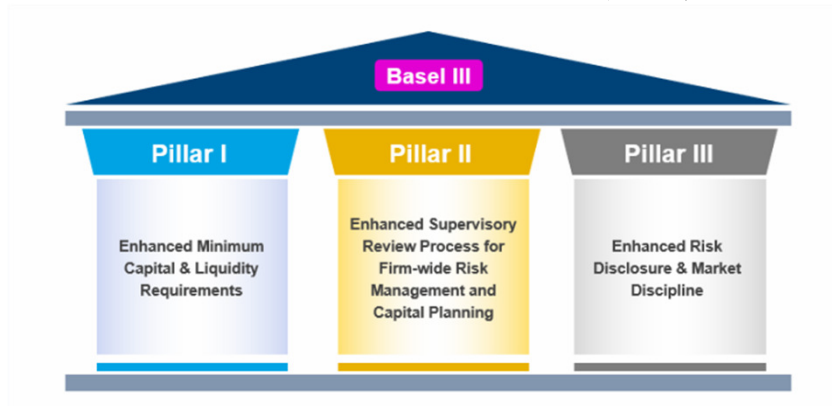 Basel III
Pillar I
Pillar II
Pillar III
Enhanced Minimum
Capital & Liquidity
Requirements
Enhanced Supervisory
Review Process for
Firm-wide Risk
Management and
Capital Planning
Enhanced Risk
Disclosure & Market
Discipline